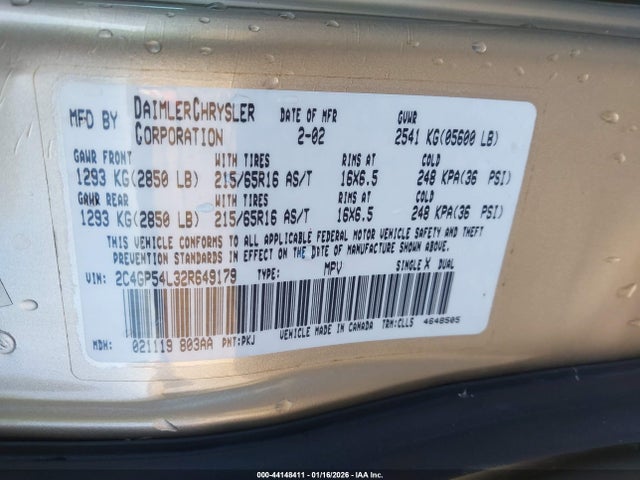 MFD BY DAIMLERCHRYSLER CORPORATION DATE OF MFR 2-02 GVWR 2541 KG(05600 LB)
GAWR FRONT WITH TIRES RIMS AT COLD
1293 KG(2850 LB) 215/65R16 AS/T 16X6.5 248 KPA(36 PSI)
GAWR REAR WITH TIRES RIMS AT COLD
1293 KG(2850 LB) 215/65R16 AS/T 16X6.5 248 KPA(36 PSI)
THIS VEHICLE CONFORMS TO ALL APPLICABLE FEDERAL MOTOR VEHICLE SAFETY AND THEFT
PREVENTION STANDARDS IN EFFECT ON THE DATE OF MANUFACTURE SHOWN ABOVE.
VIN: 2C4GP54L32R649179 TYPE: MPV SINGLE X DUAL
MDH: 021119 803AA PNT:PKJ VEHICLE MADE IN CANADA TRM:CLL5 4648505
000-44148411 - 01/16/2026 - IAA Inc.